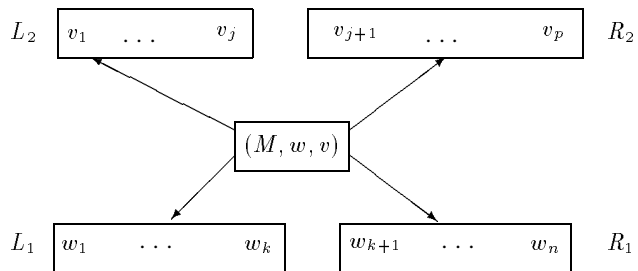 L₂ v₁ ... vⱼ vⱼ₊₁ ... vₚ R₂
(M, w, v)
L₁ w₁ ... wₖ wₖ₊₁ ... wₙ R₁